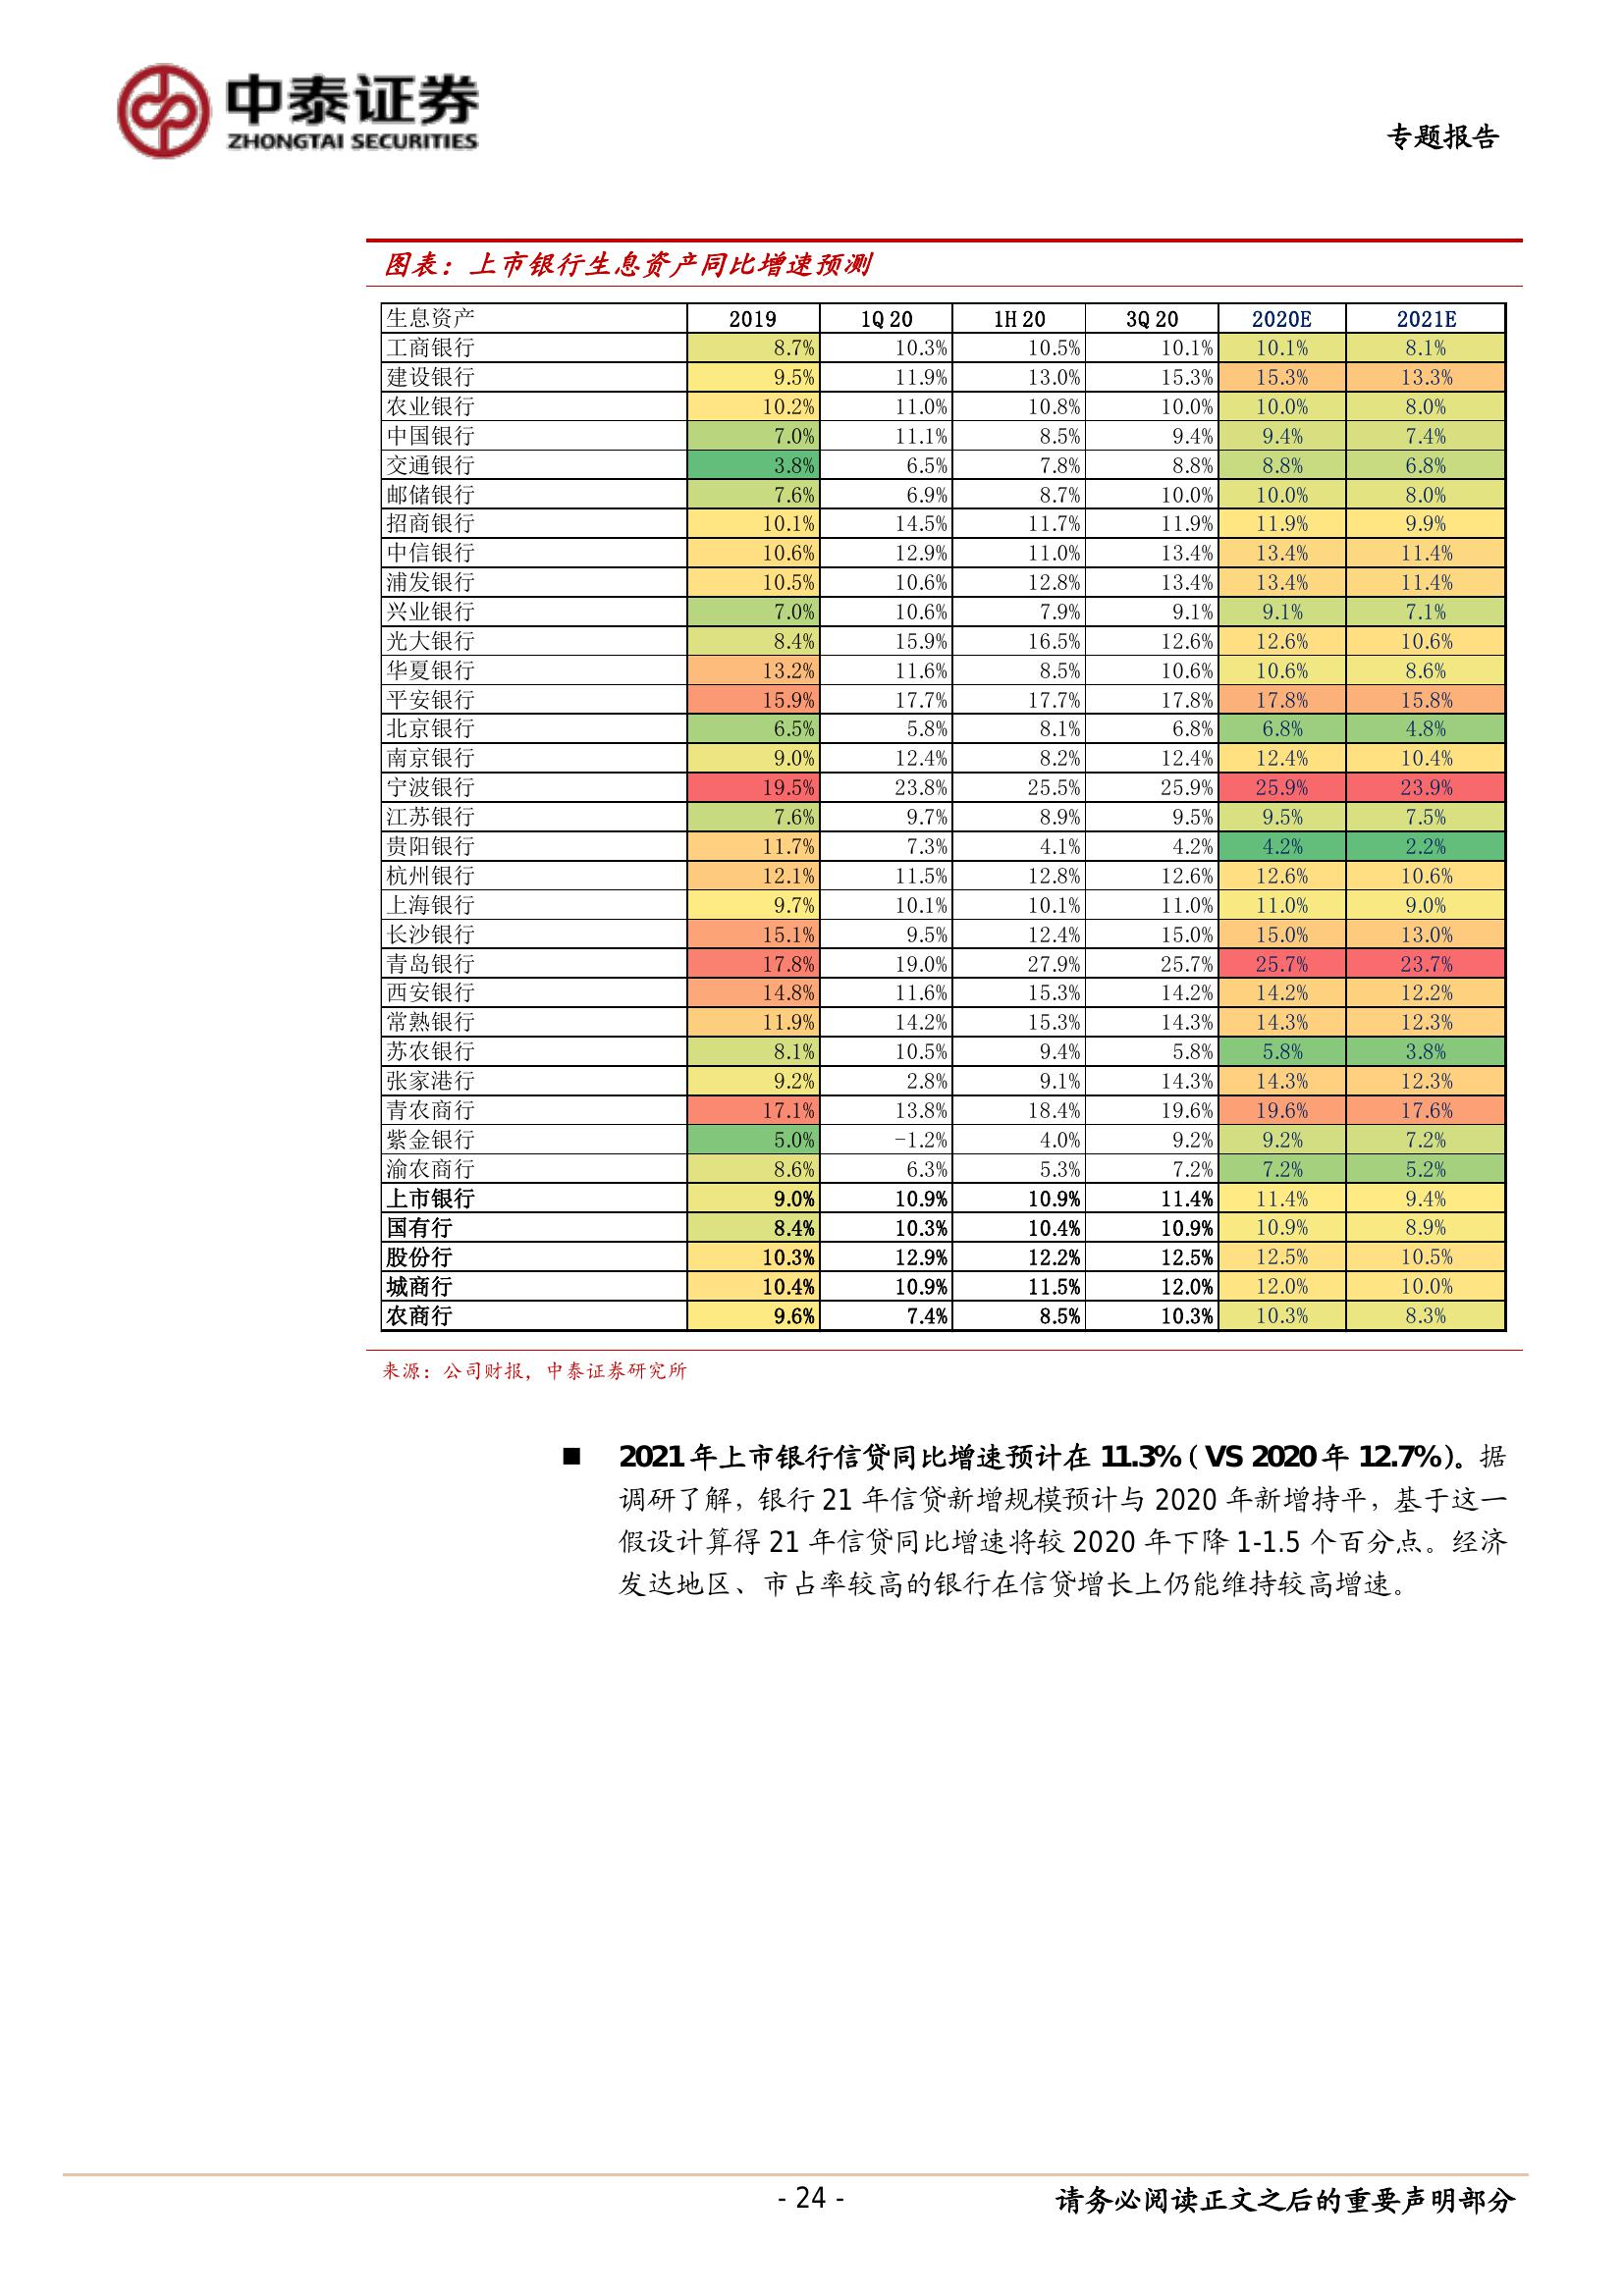 中泰证券
ZHONGTAI SECURITIES
专题报告
图表：上市银行生息资产同比增速预测
生息资产 2019 1Q20 1H20 3Q20 2020E 2021E
工商银行 8.7% 10.3% 10.5% 10.1% 10.1% 8.1%
建设银行 9.5% 11.9% 13.0% 15.3% 15.3% 13.3%
农业银行 10.2% 11.0% 10.8% 10.0% 10.0% 8.0%
中国银行 7.0% 11.1% 8.5% 9.4% 9.4% 7.4%
交通银行 3.8% 6.5% 7.8% 8.8% 8.8% 6.8%
邮储银行 7.6% 6.9% 8.7% 10.0% 10.0% 8.0%
招商银行 10.1% 14.5% 11.7% 11.9% 11.9% 9.9%
中信银行 10.6% 12.9% 11.0% 13.4% 13.4% 11.4%
浦发银行 10.5% 10.6% 12.8% 13.4% 13.4% 11.4%
兴业银行 7.0% 10.6% 7.9% 9.1% 9.1% 7.1%
光大银行 8.4% 15.9% 16.5% 12.6% 12.6% 10.6%
华夏银行 13.2% 11.6% 8.5% 10.6% 10.6% 8.6%
平安银行 15.9% 17.7% 17.7% 17.8% 17.8% 15.8%
北京银行 6.5% 5.8% 8.1% 6.8% 6.8% 4.8%
南京银行 9.0% 12.4% 8.2% 12.4% 12.4% 10.4%
宁波银行 19.5% 23.8% 25.5% 25.9% 25.9% 23.9%
江苏银行 7.6% 9.7% 8.9% 9.5% 9.5% 7.5%
贵阳银行 11.7% 7.3% 4.1% 4.2% 4.2% 2.2%
杭州银行 12.1% 11.5% 12.8% 12.6% 12.6% 10.6%
上海银行 9.7% 10.1% 10.1% 11.0% 11.0% 9.0%
长沙银行 15.1% 9.5% 12.4% 15.0% 15.0% 13.0%
青岛银行 17.8% 19.0% 27.9% 25.7% 25.7% 23.7%
西安银行 14.8% 11.6% 15.3% 14.2% 14.2% 12.2%
常熟银行 11.9% 14.2% 15.3% 14.3% 14.3% 12.3%
苏农银行 8.1% 10.5% 9.4% 5.8% 5.8% 3.8%
张家港行 9.2% 2.8% 9.1% 14.3% 14.3% 12.3%
青农商行 17.1% 13.8% 18.4% 19.6% 19.6% 17.6%
紫金银行 5.0% -1.2% 4.0% 9.2% 9.2% 7.2%
渝农商行 8.6% 6.3% 5.3% 7.2% 7.2% 5.2%
上市银行 9.0% 10.9% 10.9% 11.4% 11.4% 9.4%
国有行 8.4% 10.3% 10.4% 10.9% 10.9% 8.9%
股份行 10.3% 12.9% 12.2% 12.5% 12.5% 10.5%
城商行 10.4% 10.9% 11.5% 12.0% 12.0% 10.0%
农商行 9.6% 7.4% 8.5% 10.3% 10.3% 8.3%
来源：公司财报，中泰证券研究所
■ 2021年上市银行信贷同比增速预计在 11.3%（VS 2020年 12.7%）。据
调研了解，银行 21 年信贷新增规模预计与 2020 年新增持平，基于这一
假设计算得 21 年信贷同比增速将较 2020 年下降 1-1.5 个百分点。经济
发达地区、市占率较高的银行在信贷增长上仍能维持较高增速。
- 24 -
请务必阅读正文之后的重要声明部分